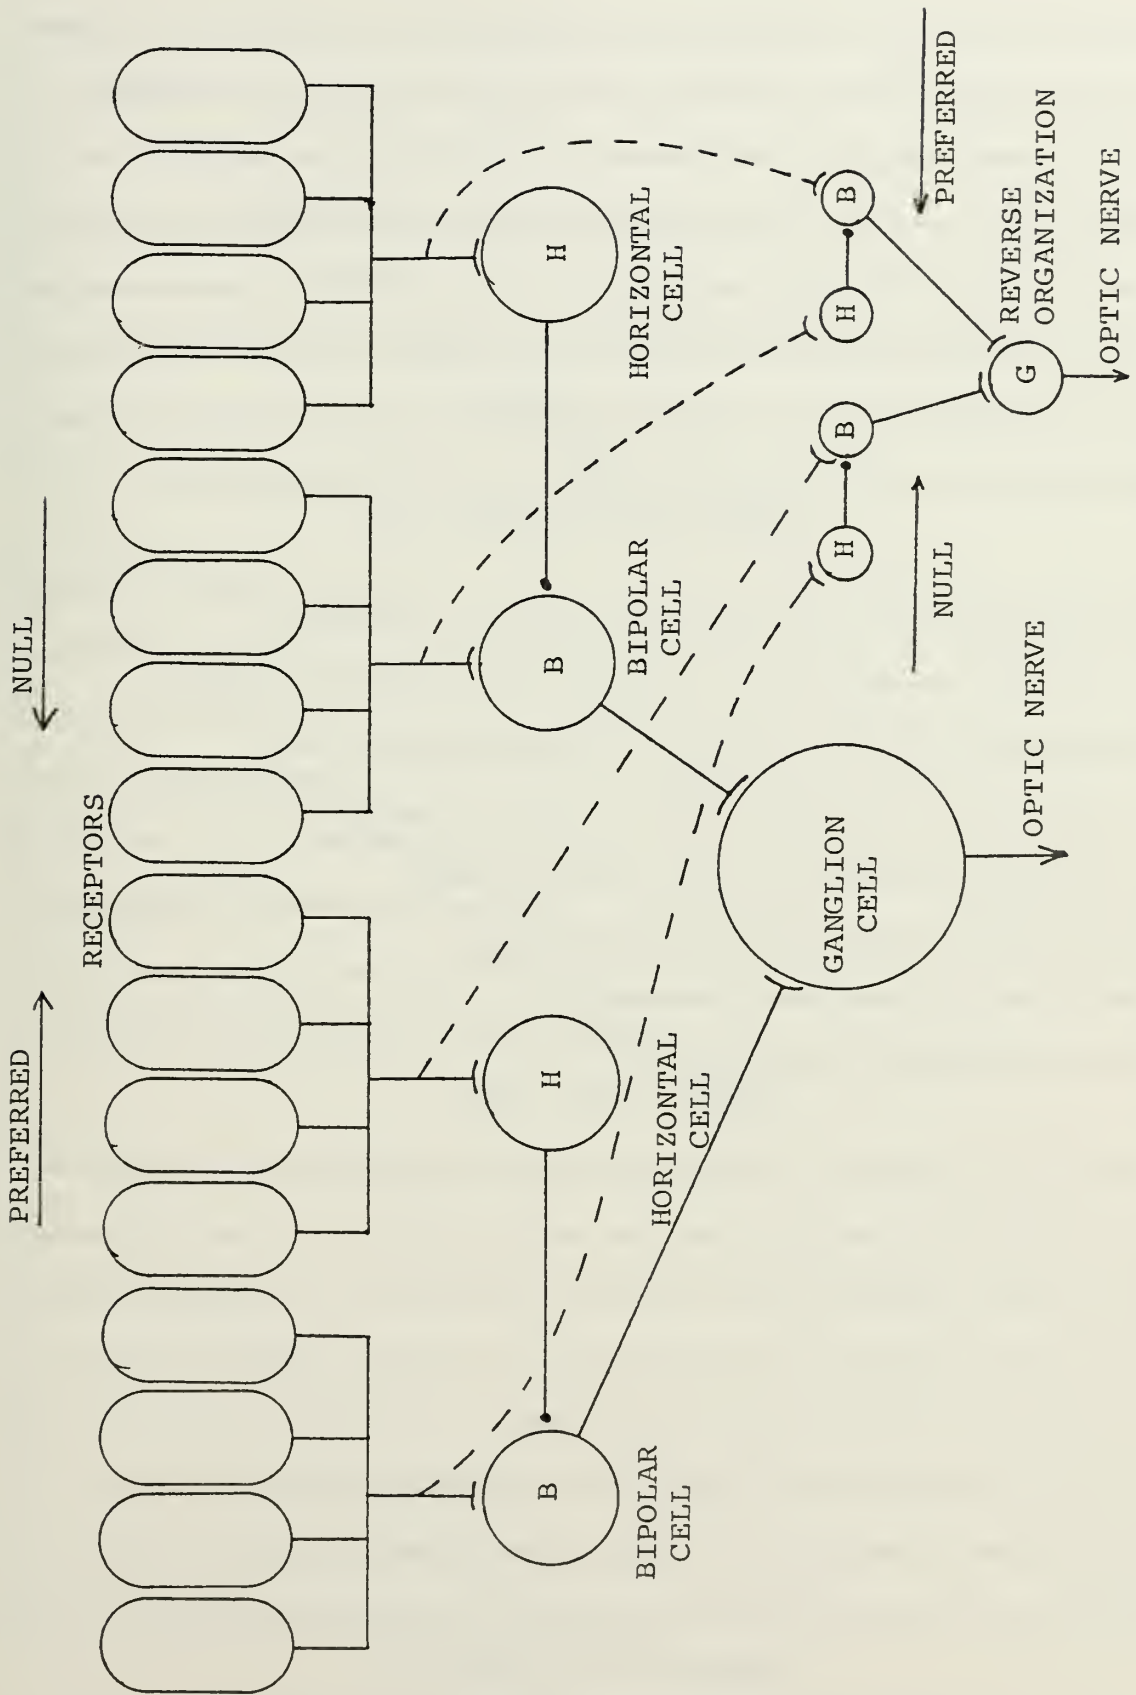 PREFERRED
NULL
RECEPTORS
B
H
B
H
BIPOLAR
CELL
HORIZONTAL
CELL
BIPOLAR
CELL
HORIZONTAL
CELL
GANGLION
CELL
H
B
H
B
NULL
PREFERRED
G
REVERSE
ORGANIZATION
OPTIC NERVE
OPTIC NERVE